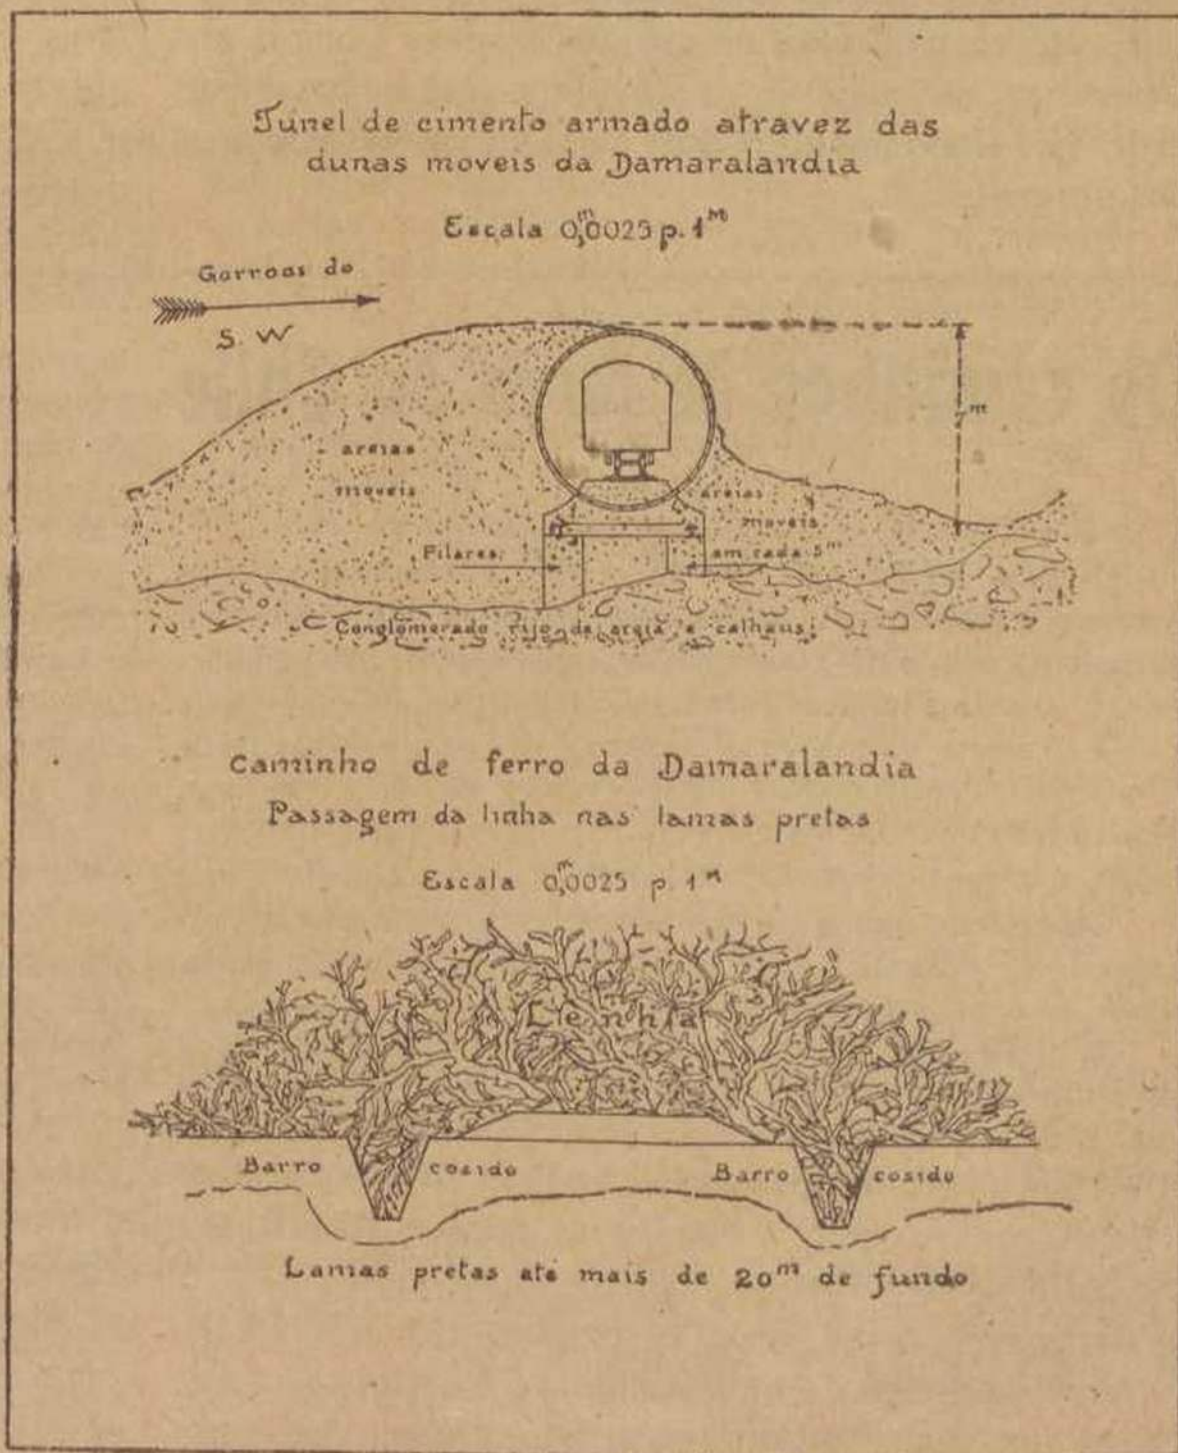 Túnel de cimento armado atravez das
dunas moveis da Damaralandia
Escala 0,ᵐ0025 p. 1ᴹ
Garroas do
S. W
7ᵐ
areias
moveis
areias
moveis
Pilares
em cada 5ᵐ
Conglomerado rijo de areia e calhaus
Caminho de ferro da Damaralandia
Passagem da linha nas lamas pretas
Escala 0,ᵐ0025 p. 1ᴹ
Lenha
Barro cosido Barro cosido
Lamas pretas até mais de 20ᵐ de fundo